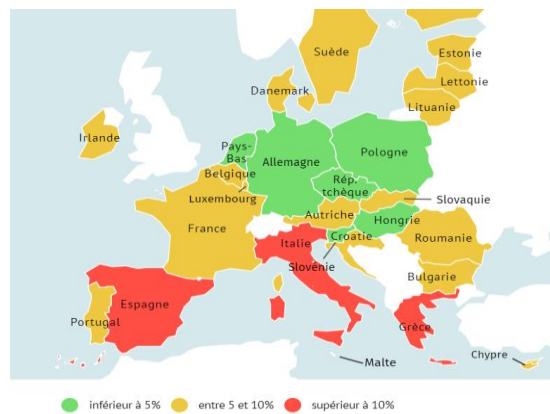 Suède
Estonie
Lettonie
Danemark
Lituanie
Irlande
Pays-
Bas
Allemagne
Pologne
Belgique
Rép.
tchèque
Luxembourg
Slovaquie
Autriche
Hongrie
France
Italie
Croatie
Roumanie
Slovénie
Bulgarie
Espagne
Portugal
Grèce
Malte
Chypre
inférieur à 5% entre 5 et 10% supérieur à 10%